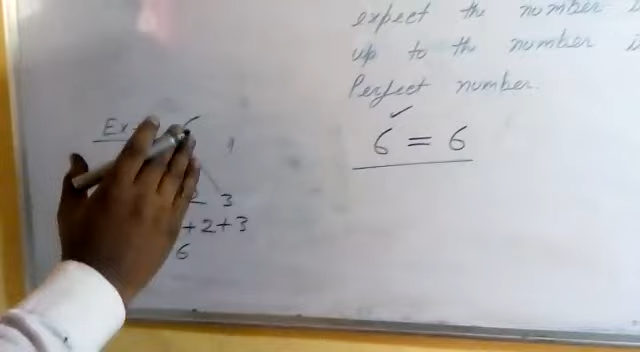 expect the number
up to the number
Perfect number.
6 = 6
Ex
3
+ 2 + 3
6